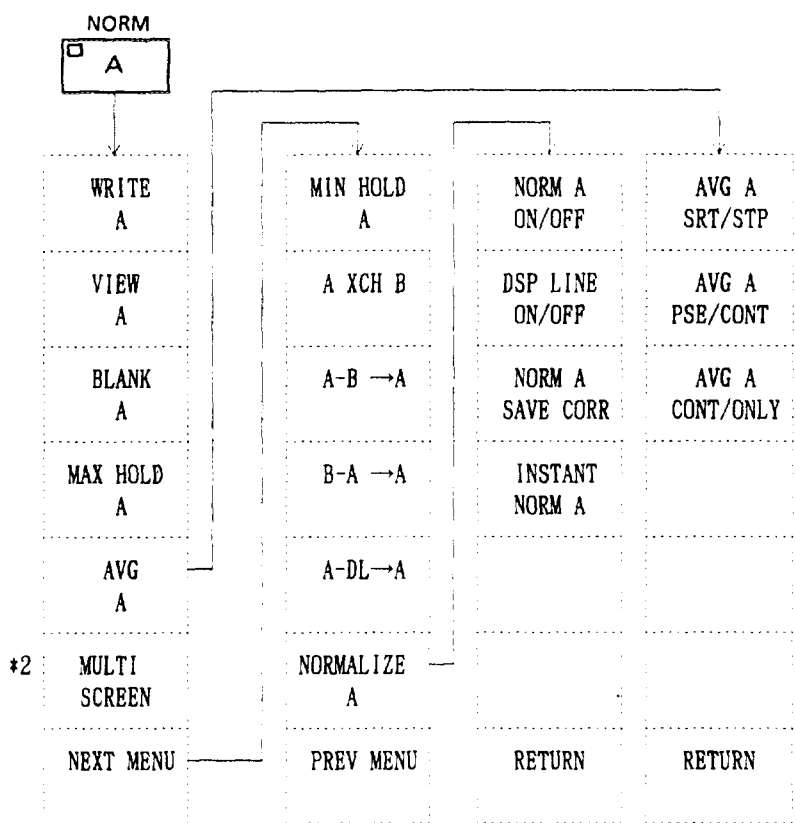 NORM
A
WRITE
A
VIEW
A
BLANK
A
MAX HOLD
A
AVG
A
*2
MULTI
SCREEN
NEXT MENU
MIN HOLD
A
A XCH B
A-B →A
B-A →A
A-DL→A
NORMALIZE
A
PREV MENU
NORM A
ON/OFF
DSP LINE
ON/OFF
NORM A
SAVE CORR
INSTANT
NORM A
RETURN
AVG A
SRT/STP
AVG A
PSE/CONT
AVG A
CONT/ONLY
RETURN